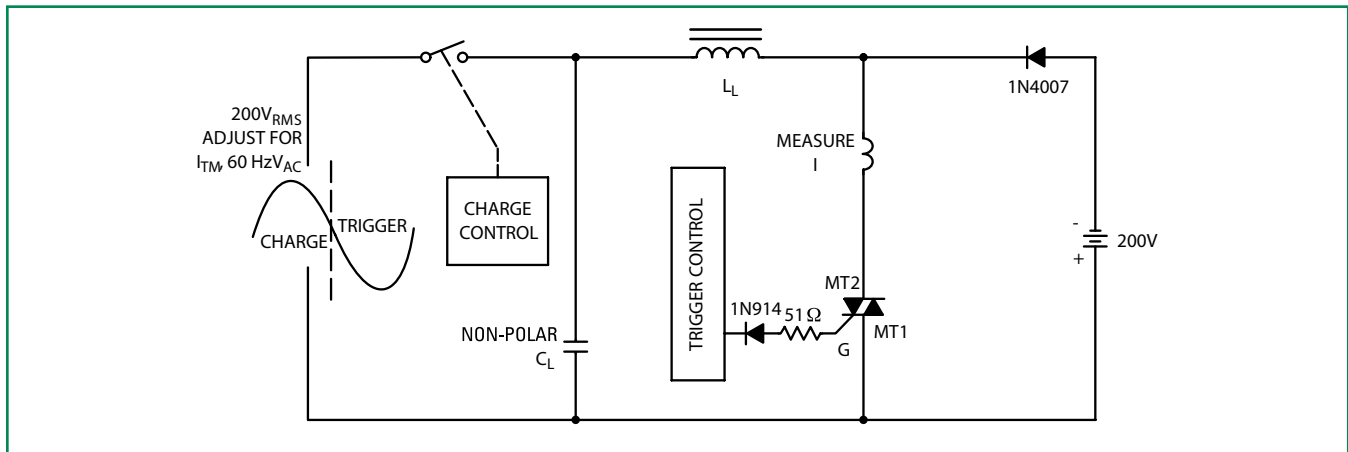 200V_RMS
ADJUST FOR
I_TM, 60 HzV_AC
CHARGE
TRIGGER
CHARGE
CONTROL
NON-POLAR
C_L
L_L
MEASURE
I
TRIGGER CONTROL
1N914
51 Ω
G
MT2
MT1
1N4007
-
+
200V